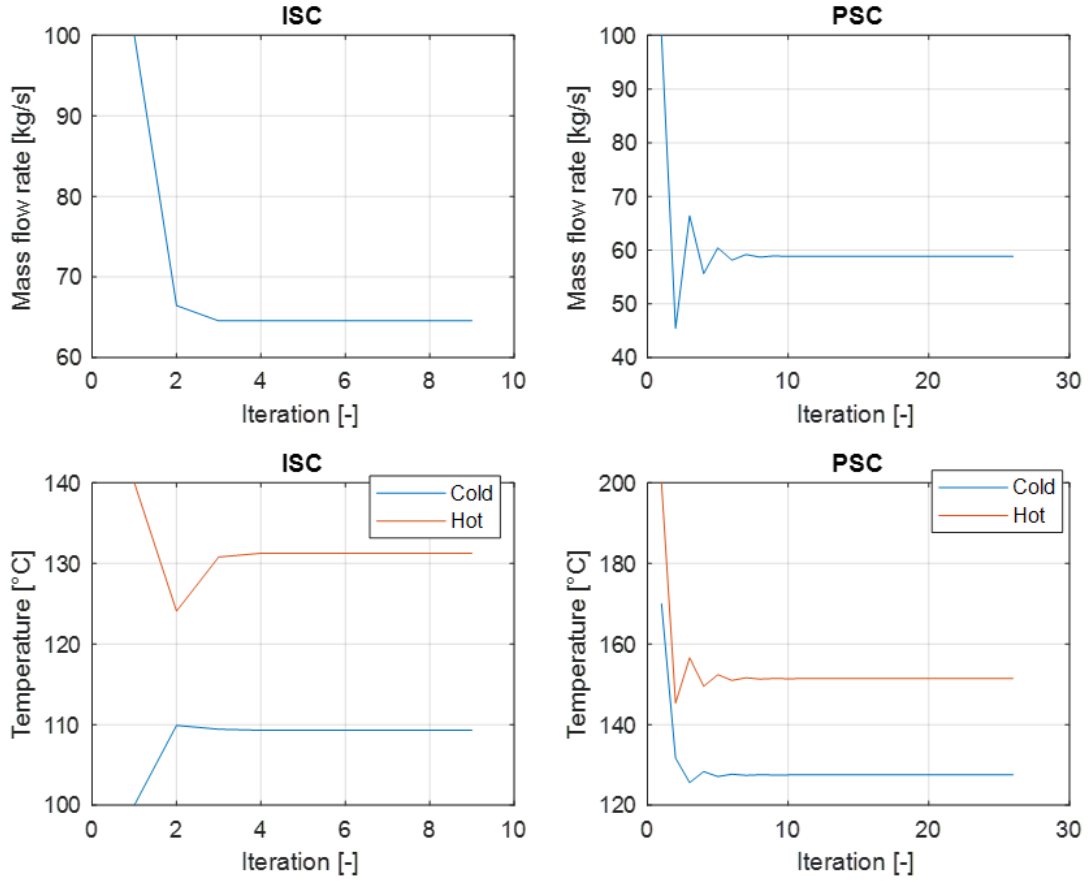 ISC
100
90
80
70
60
0 2 4 6 8 10
Mass flow rate [kg/s]
Iteration [-]
PSC
100
90
80
70
60
50
40
0 10 20 30
Mass flow rate [kg/s]
Iteration [-]
ISC
Cold
Hot
140
130
120
110
100
0 2 4 6 8 10
Temperature [°C]
Iteration [-]
PSC
Cold
Hot
200
180
160
140
120
0 10 20 30
Temperature [°C]
Iteration [-]